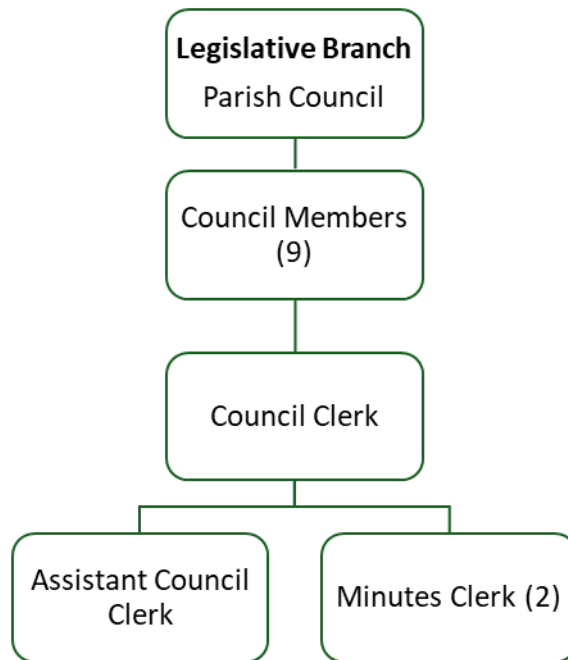 Legislative Branch
Parish Council
Council Members
(9)
Council Clerk
Assistant Council
Clerk
Minutes Clerk (2)